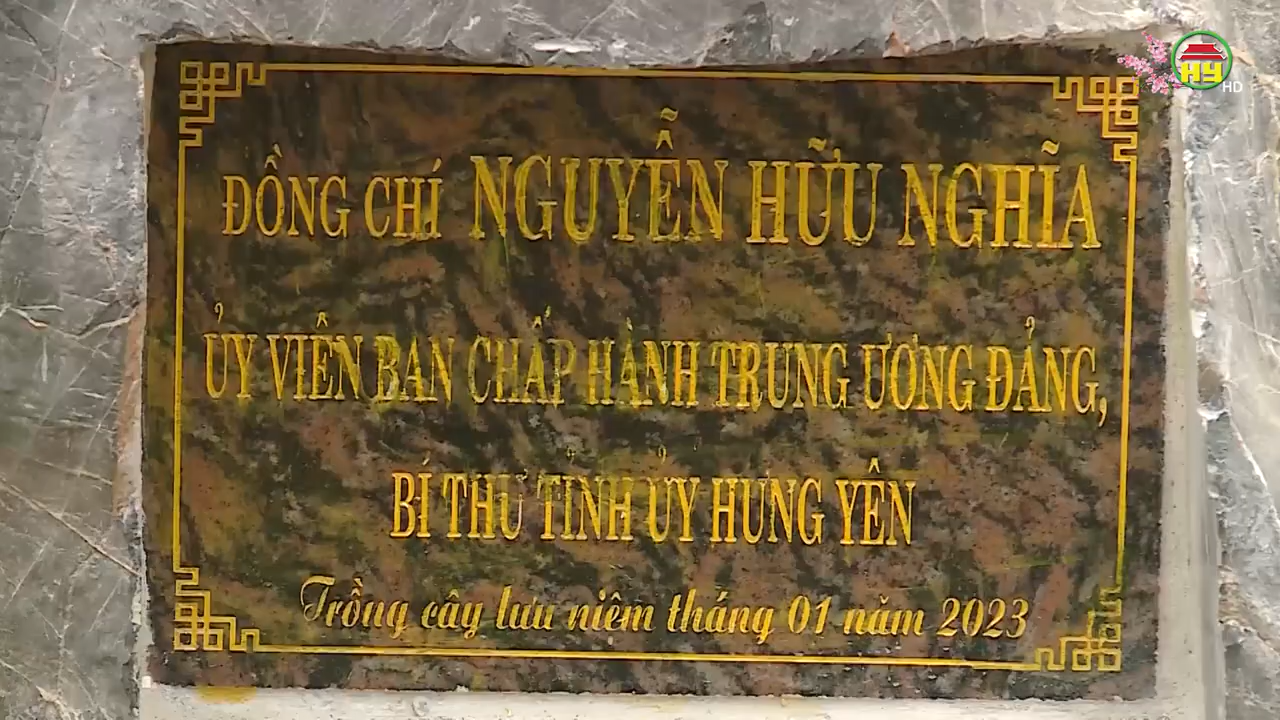 HY
HD
ĐỒNG CHÍ NGUYỄN HỮU NGHĨA
ỦY VIÊN BAN CHẤP HÀNH TRUNG ƯƠNG ĐẢNG,
BÍ THƯ TỈNH ỦY HƯNG YÊN
Trồng cây lưu niệm tháng 01 năm 2023